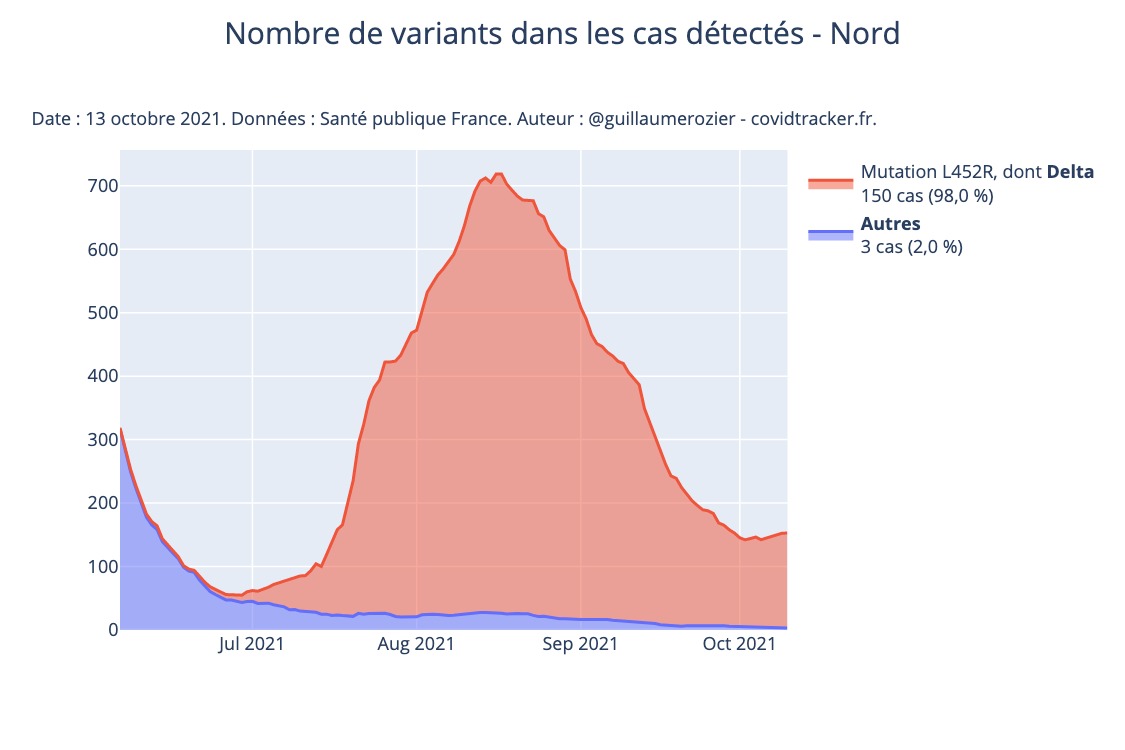 Nombre de variants dans les cas détectés - Nord
Date : 13 octobre 2021. Données : Santé publique France. Auteur : @guillaumerozier - covidtracker.fr.
Mutation L452R, dont Delta
150 cas (98,0 %)
Autres
3 cas (2,0 %)
700
600
500
400
300
200
100
0
Jul 2021
Aug 2021
Sep 2021
Oct 2021